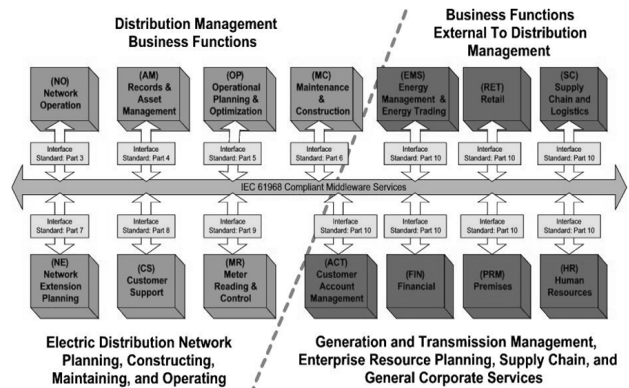 Distribution Management
Business Functions
Business Functions
External To Distribution
Management
(NO)
Network
Operation
(AM)
Records &
Asset
Management
(OP)
Operational
Planning &
Optimization
(MC)
Maintenance
&
Construction
(EMS)
Energy
Management &
Energy Trading
(RET)
Retail
(SC)
Supply
Chain and
Logistics
Interface
Standard: Part 3
Interface
Standard: Part 4
Interface
Standard: Part 5
Interface
Standard: Part 6
Interface
Standard: Part 10
Interface
Standard: Part 10
Interface
Standard: Part 10
IEC 61968 Compliant Middleware Services
Interface
Standard: Part 7
Interface
Standard: Part 8
Interface
Standard: Part 9
Interface
Standard: Part 10
Interface
Standard: Part 10
Interface
Standard: Part 10
Interface
Standard: Part 10
(NE)
Network
Extension
Planning
(CS)
Customer
Support
(MR)
Meter
Reading &
Control
(ACT)
Customer
Account
Management
(FIN)
Financial
(PRM)
Premises
(HR)
Human
Resources
Electric Distribution Network
Planning, Constructing,
Maintaining, and Operating
Generation and Transmission Management,
Enterprise Resource Planning, Supply Chain, and
General Corporate Services